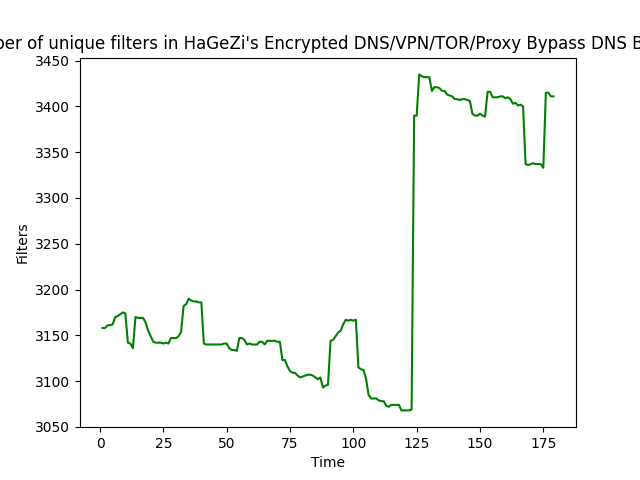 ber of unique filters in HaGeZi's Encrypted DNS/VPN/TOR/Proxy Bypass DNS B
3450
3400
3350
3300
3250
3200
3150
3100
3050
Filters
0 25 50 75 100 125 150 175
Time